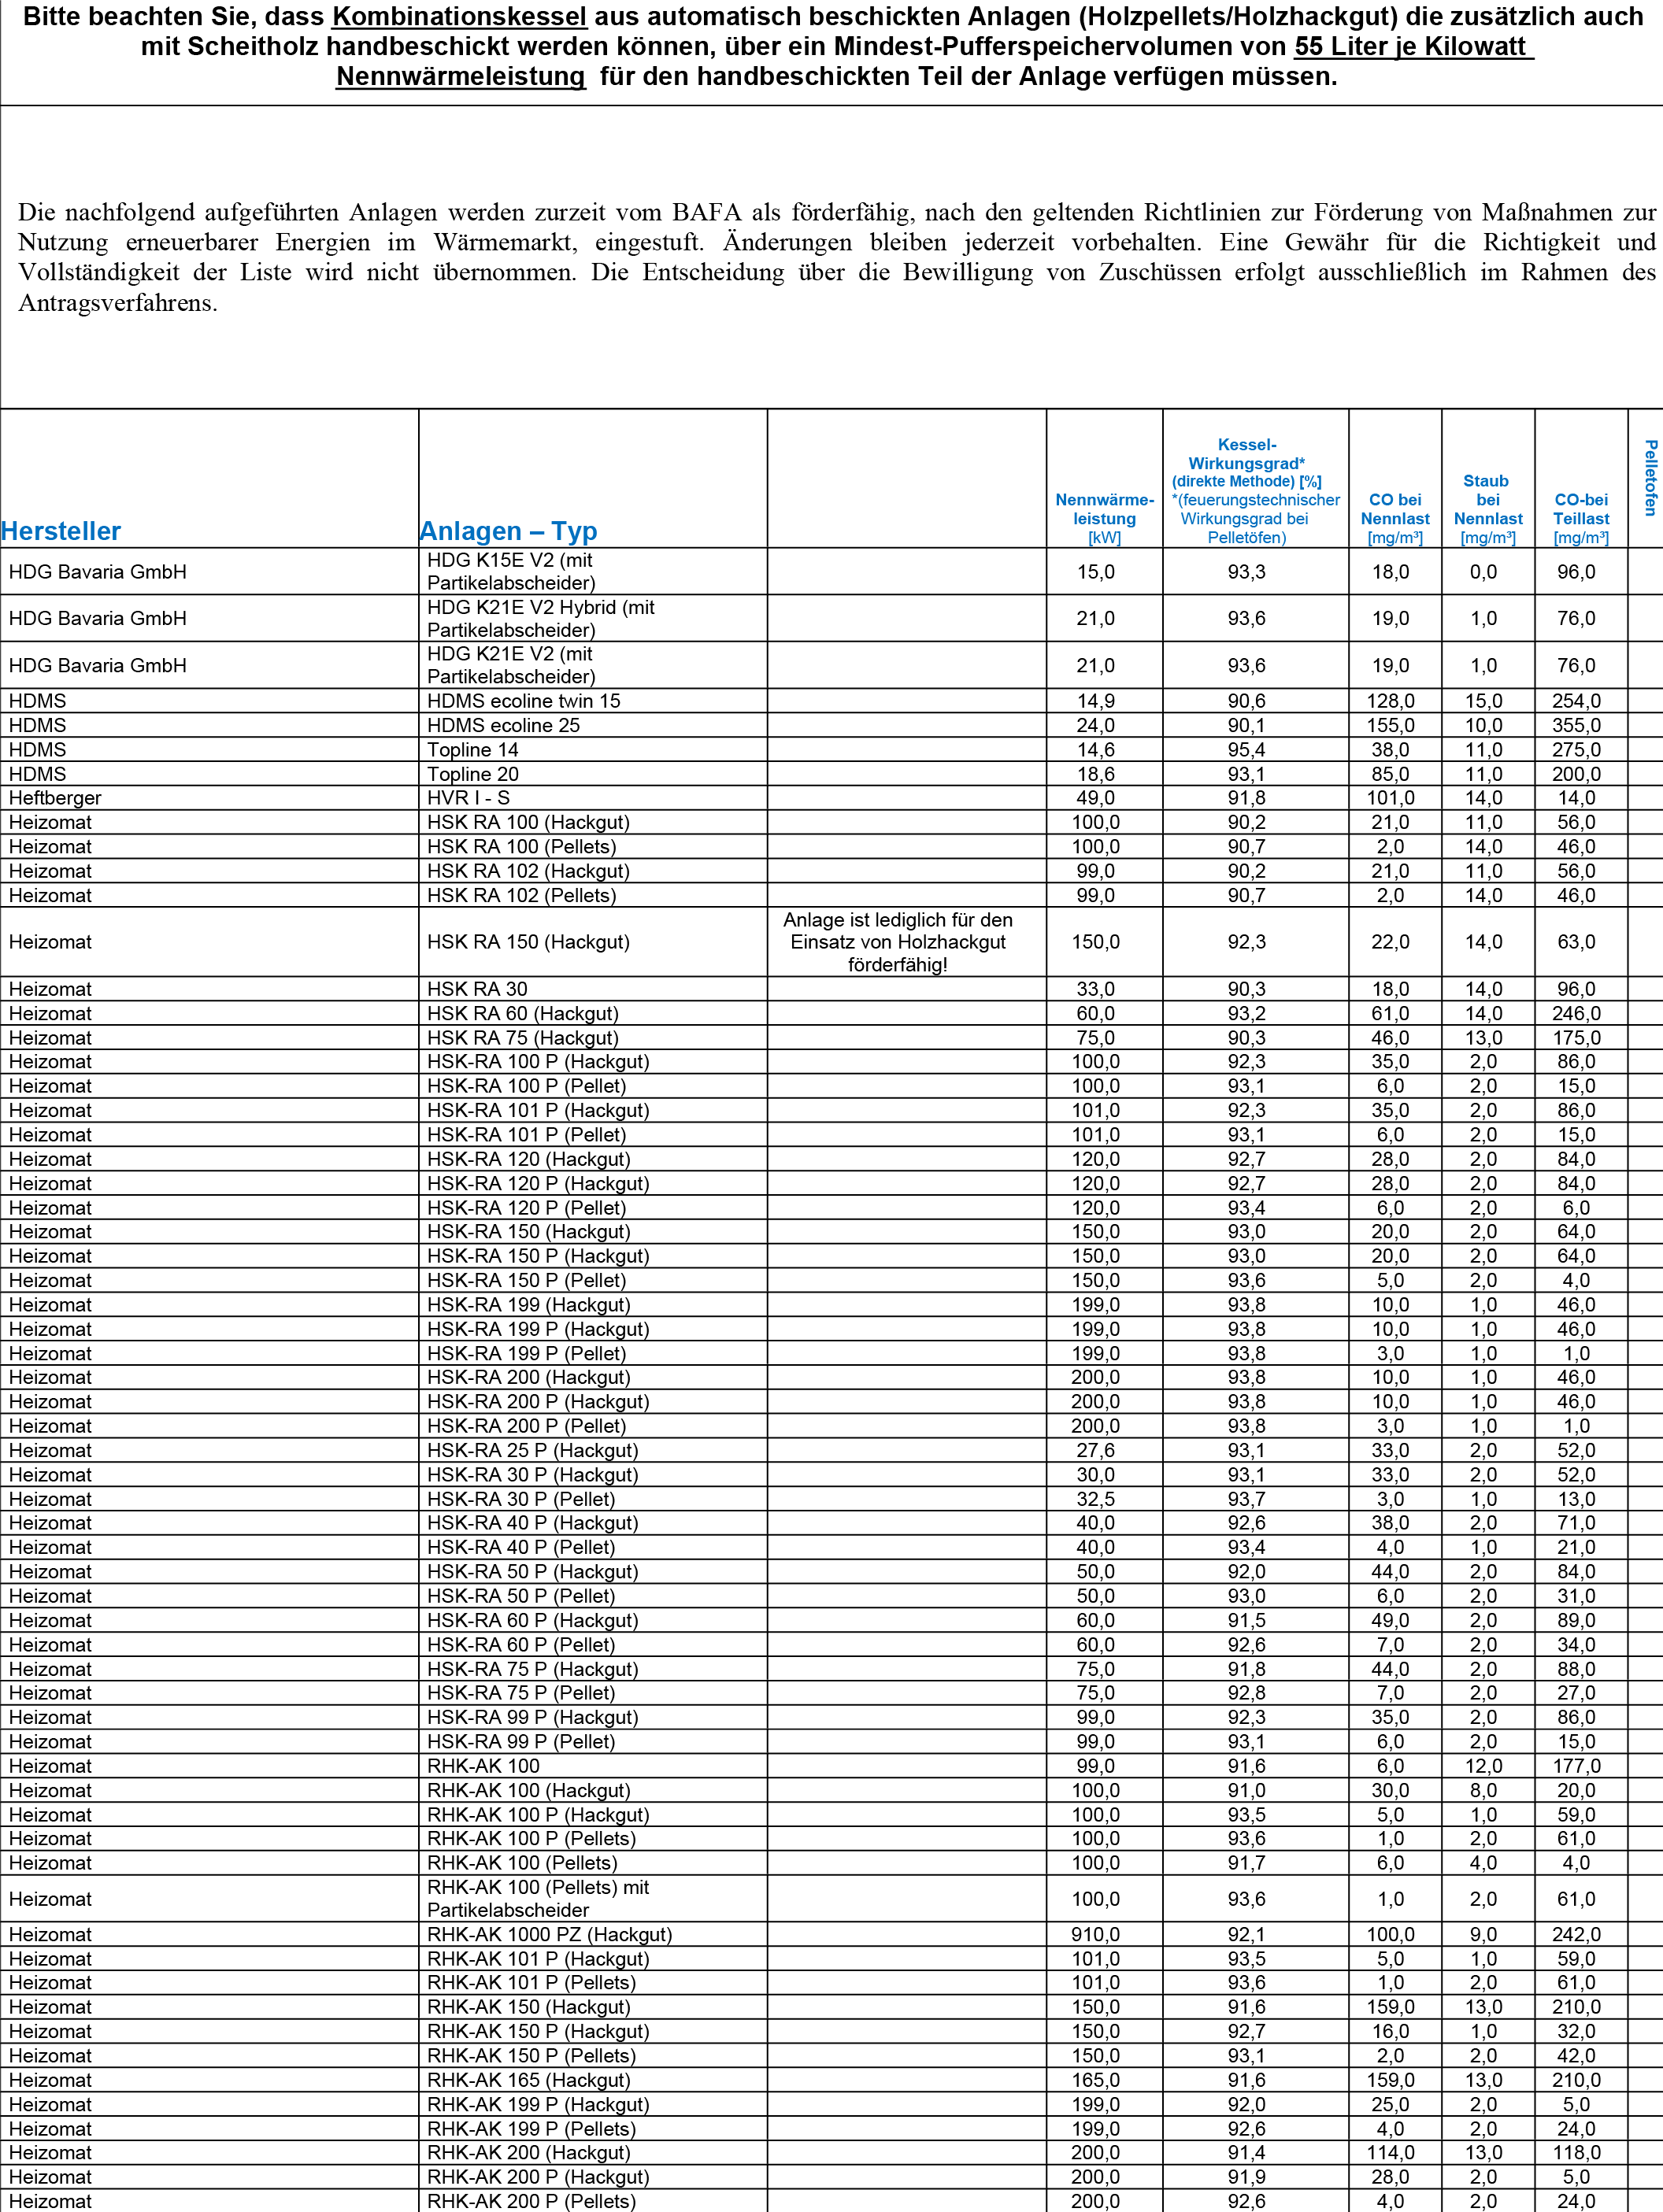 Bitte beachten Sie, dass Kombinationskessel aus automatisch beschickten Anlagen (Holzpellets/Holzhackgut) die zusätzlich auch
mit Scheitholz handbeschickt werden können, über ein Mindest-Pufferspeichervolumen von 55 Liter je Kilowatt
Nennwärmeleistung für den handbeschickten Teil der Anlage verfügen müssen.
Die nachfolgend aufgeführten Anlagen werden zurzeit vom BAFA als förderfähig, nach den geltenden Richtlinien zur Förderung von Maßnahmen zur
Nutzung erneuerbarer Energien im Wärmemarkt, eingestuft. Änderungen bleiben jederzeit vorbehalten. Eine Gewähr für die Richtigkeit und
Vollständigkeit der Liste wird nicht übernommen. Die Entscheidung über die Bewilligung von Zuschüssen erfolgt ausschließlich im Rahmen des
Antragsverfahrens.
Hersteller
Anlagen – Typ
Nennwärme-
leistung
[kW]
Kessel-
Wirkungsgrad*
(direkte Methode) [%]
*(feuerungstechnischer
Wirkungsgrad bei
Pelletöfen)
CO bei
Nennlast
[mg/m³]
Staub
bei
Nennlast
[mg/m³]
CO-bei
Teillast
[mg/m³]
Pelletofen
HDG Bavaria GmbH HDG K15E V2 (mit
Partikelabscheider) 15,0 93,3 18,0 0,0 96,0
HDG Bavaria GmbH HDG K21E V2 Hybrid (mit
Partikelabscheider) 21,0 93,6 19,0 1,0 76,0
HDG Bavaria GmbH HDG K21E V2 (mit
Partikelabscheider) 21,0 93,6 19,0 1,0 76,0
HDMS HDMS ecoline twin 15 14,9 90,6 128,0 15,0 254,0
HDMS HDMS ecoline 25 24,0 90,1 155,0 10,0 355,0
HDMS Topline 14 14,6 95,4 38,0 11,0 275,0
HDMS Topline 20 18,6 93,1 85,0 11,0 200,0
Heftberger HVR I - S 49,0 91,8 101,0 14,0 14,0
Heizomat HSK RA 100 (Hackgut) 100,0 90,2 21,0 11,0 56,0
Heizomat HSK RA 100 (Pellets) 100,0 90,7 2,0 14,0 46,0
Heizomat HSK RA 102 (Hackgut) 99,0 90,2 21,0 11,0 56,0
Heizomat HSK RA 102 (Pellets) 99,0 90,7 2,0 14,0 46,0
Heizomat HSK RA 150 (Hackgut) Anlage ist lediglich für den
Einsatz von Holzhackgut
förderfähig! 150,0 92,3 22,0 14,0 63,0
Heizomat HSK RA 30 33,0 90,3 18,0 14,0 96,0
Heizomat HSK RA 60 (Hackgut) 60,0 93,2 61,0 14,0 246,0
Heizomat HSK RA 75 (Hackgut) 75,0 90,3 46,0 13,0 175,0
Heizomat HSK-RA 100 P (Hackgut) 100,0 92,3 35,0 2,0 86,0
Heizomat HSK-RA 100 P (Pellet) 100,0 93,1 6,0 2,0 15,0
Heizomat HSK-RA 101 P (Hackgut) 101,0 92,3 35,0 2,0 86,0
Heizomat HSK-RA 101 P (Pellet) 101,0 93,1 6,0 2,0 15,0
Heizomat HSK-RA 120 (Hackgut) 120,0 92,7 28,0 2,0 84,0
Heizomat HSK-RA 120 P (Hackgut) 120,0 92,7 28,0 2,0 84,0
Heizomat HSK-RA 120 P (Pellet) 120,0 93,4 6,0 2,0 6,0
Heizomat HSK-RA 150 (Hackgut) 150,0 93,0 20,0 2,0 64,0
Heizomat HSK-RA 150 P (Hackgut) 150,0 93,0 20,0 2,0 64,0
Heizomat HSK-RA 150 P (Pellet) 150,0 93,6 5,0 2,0 4,0
Heizomat HSK-RA 199 (Hackgut) 199,0 93,8 10,0 1,0 46,0
Heizomat HSK-RA 199 P (Hackgut) 199,0 93,8 10,0 1,0 46,0
Heizomat HSK-RA 199 P (Pellet) 199,0 93,8 3,0 1,0 1,0
Heizomat HSK-RA 200 (Hackgut) 200,0 93,8 10,0 1,0 46,0
Heizomat HSK-RA 200 P (Hackgut) 200,0 93,8 10,0 1,0 46,0
Heizomat HSK-RA 200 P (Pellet) 200,0 93,8 3,0 1,0 1,0
Heizomat HSK-RA 25 P (Hackgut) 27,6 93,1 33,0 2,0 52,0
Heizomat HSK-RA 30 P (Hackgut) 30,0 93,1 33,0 2,0 52,0
Heizomat HSK-RA 30 P (Pellet) 32,5 93,7 3,0 1,0 13,0
Heizomat HSK-RA 40 P (Hackgut) 40,0 92,6 38,0 2,0 71,0
Heizomat HSK-RA 40 P (Pellet) 40,0 93,4 4,0 1,0 21,0
Heizomat HSK-RA 50 P (Hackgut) 50,0 92,0 44,0 2,0 84,0
Heizomat HSK-RA 50 P (Pellet) 50,0 93,0 6,0 2,0 31,0
Heizomat HSK-RA 60 P (Hackgut) 60,0 91,5 49,0 2,0 89,0
Heizomat HSK-RA 60 P (Pellet) 60,0 92,6 7,0 2,0 34,0
Heizomat HSK-RA 75 P (Hackgut) 75,0 91,8 44,0 2,0 88,0
Heizomat HSK-RA 75 P (Pellet) 75,0 92,8 7,0 2,0 27,0
Heizomat HSK-RA 99 P (Hackgut) 99,0 92,3 35,0 2,0 86,0
Heizomat HSK-RA 99 P (Pellet) 99,0 93,1 6,0 2,0 15,0
Heizomat RHK-AK 100 99,0 91,6 6,0 12,0 177,0
Heizomat RHK-AK 100 (Hackgut) 100,0 91,0 30,0 8,0 20,0
Heizomat RHK-AK 100 P (Hackgut) 100,0 93,5 5,0 1,0 59,0
Heizomat RHK-AK 100 P (Pellets) 100,0 93,6 1,0 2,0 61,0
Heizomat RHK-AK 100 (Pellets) 100,0 91,7 6,0 4,0 4,0
Heizomat RHK-AK 100 (Pellets) mit
Partikelabscheider 100,0 93,6 1,0 2,0 61,0
Heizomat RHK-AK 1000 PZ (Hackgut) 910,0 92,1 100,0 9,0 242,0
Heizomat RHK-AK 101 P (Hackgut) 101,0 93,5 5,0 1,0 59,0
Heizomat RHK-AK 101 P (Pellets) 101,0 93,6 1,0 2,0 61,0
Heizomat RHK-AK 150 (Hackgut) 150,0 91,6 159,0 13,0 210,0
Heizomat RHK-AK 150 P (Hackgut) 150,0 92,7 16,0 1,0 32,0
Heizomat RHK-AK 150 P (Pellets) 150,0 93,1 2,0 2,0 42,0
Heizomat RHK-AK 165 (Hackgut) 165,0 91,6 159,0 13,0 210,0
Heizomat RHK-AK 199 P (Hackgut) 199,0 92,0 25,0 2,0 5,0
Heizomat RHK-AK 199 P (Pellets) 199,0 92,6 4,0 2,0 24,0
Heizomat RHK-AK 200 (Hackgut) 200,0 91,4 114,0 13,0 118,0
Heizomat RHK-AK 200 P (Hackgut) 200,0 91,9 28,0 2,0 5,0
Heizomat RHK-AK 200 P (Pellets) 200,0 92,6 4,0 2,0 24,0